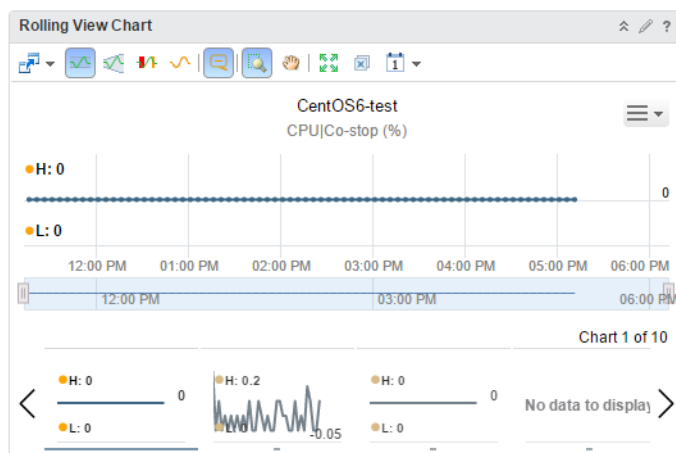 Rolling View Chart
?
1
CentOS6-test
CPU|Co-stop (%)
H: 0
0
L: 0
12:00 PM 01:00 PM 02:00 PM 03:00 PM 04:00 PM 05:00 PM 06:00 PM
12:00 PM 03:00 PM 06:00 PM
Chart 1 of 10
H: 0 H: 0.2 H: 0
0 0 No data to display
L: 0 L: 0 -0.05 L: 0